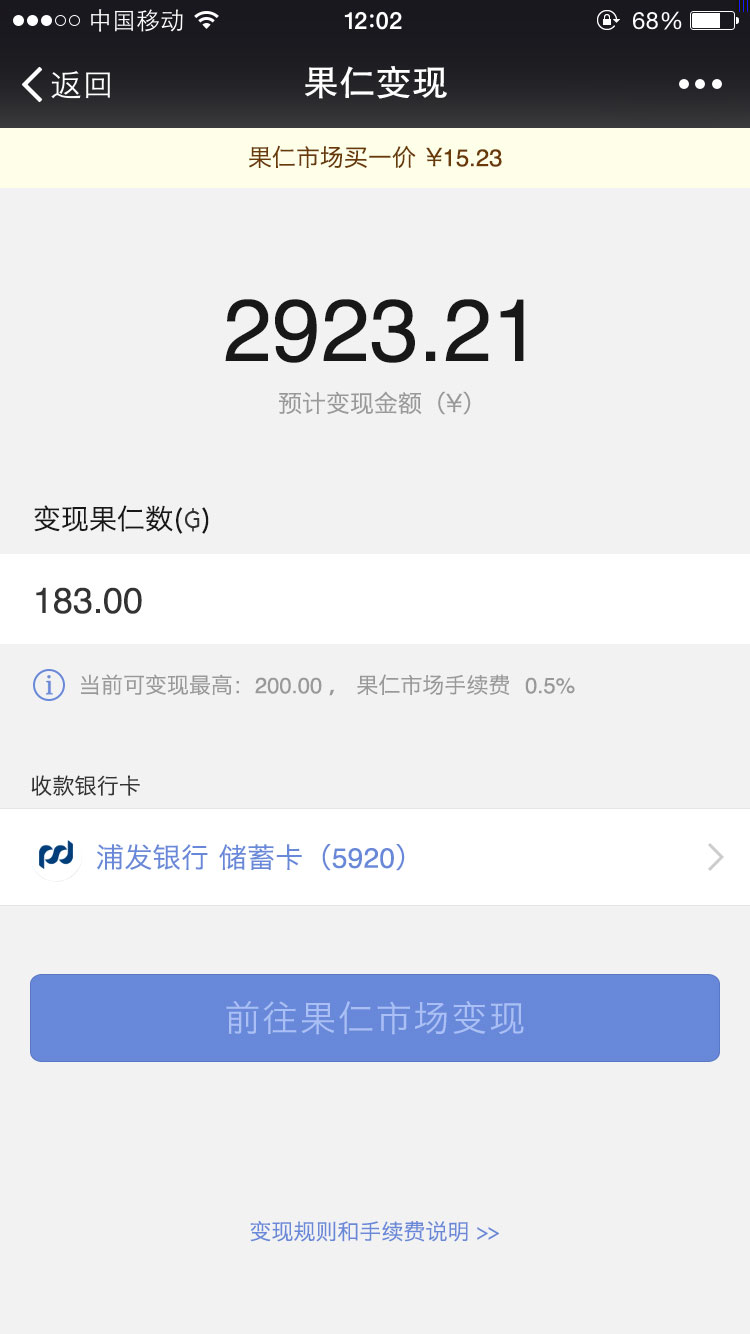 中国移动 12:02 68%
返回 果仁变现
果仁市场买一价 ¥15.23
2923.21
预计变现金额（¥）
变现果仁数(₲)
183.00
当前可变现最高：200.00， 果仁市场手续费 0.5%
收款银行卡
浦发银行 储蓄卡（5920）
前往果仁市场变现
变现规则和手续费说明 >>